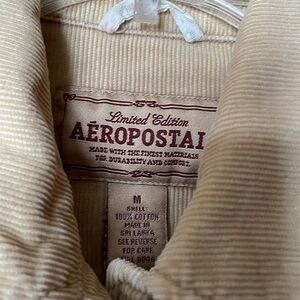 Limited Edition
AÉROPOSTAL
MADE WITH THE FINEST MATERIALS
FOR DURABILITY AND COMFORT.
M
SHELL:
100% COTTON
MADE IN
SRI LANKA
SEE REVERSE
FOR CARE